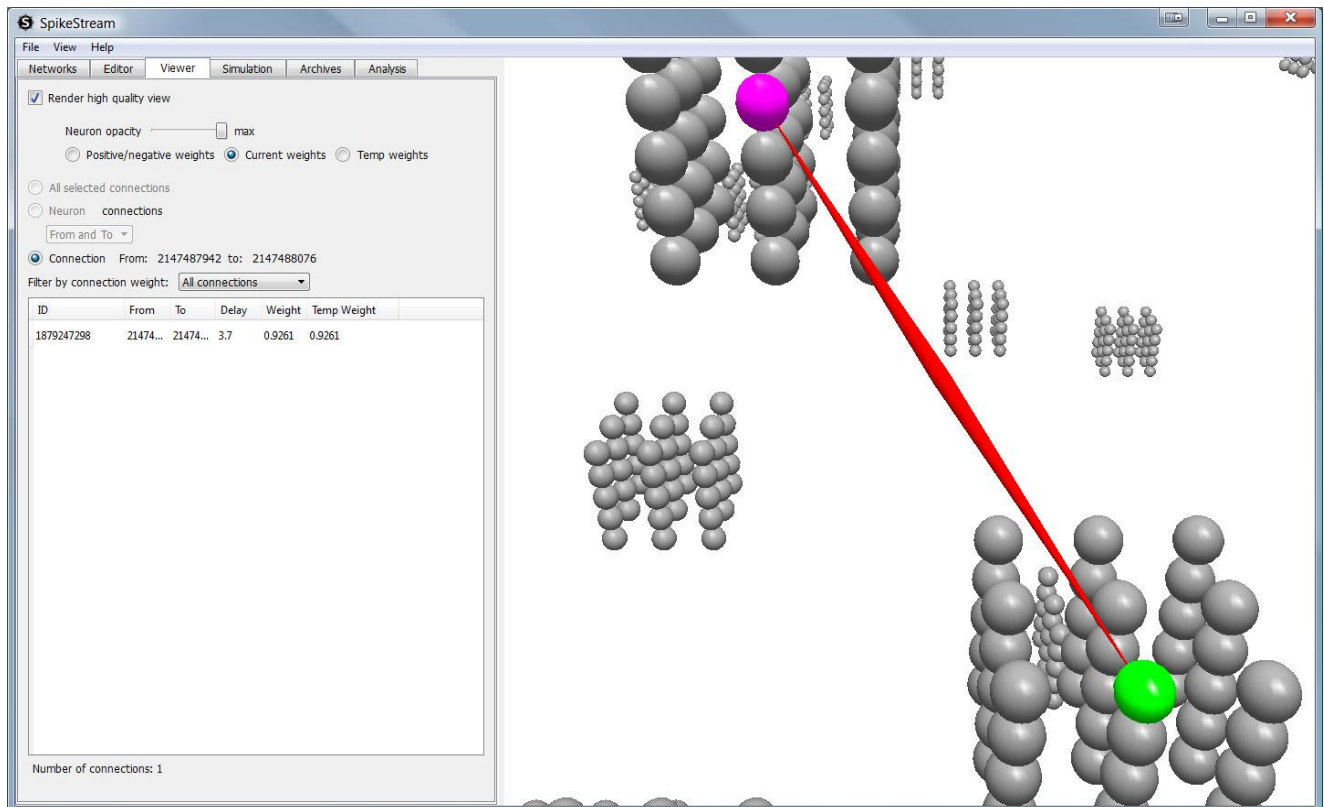 SpikeStream
File View Help
Networks Editor Viewer Simulation Archives Analysis
Render high quality view
Neuron opacity max
Positive/negative weights Current weights Temp weights
All selected connections
Neuron connections
From and To
Connection From: 2147487942 to: 2147488076
Filter by connection weight: All connections
ID From To Delay Weight Temp Weight
1879247298 21474... 21474... 3.7 0.9261 0.9261
Number of connections: 1